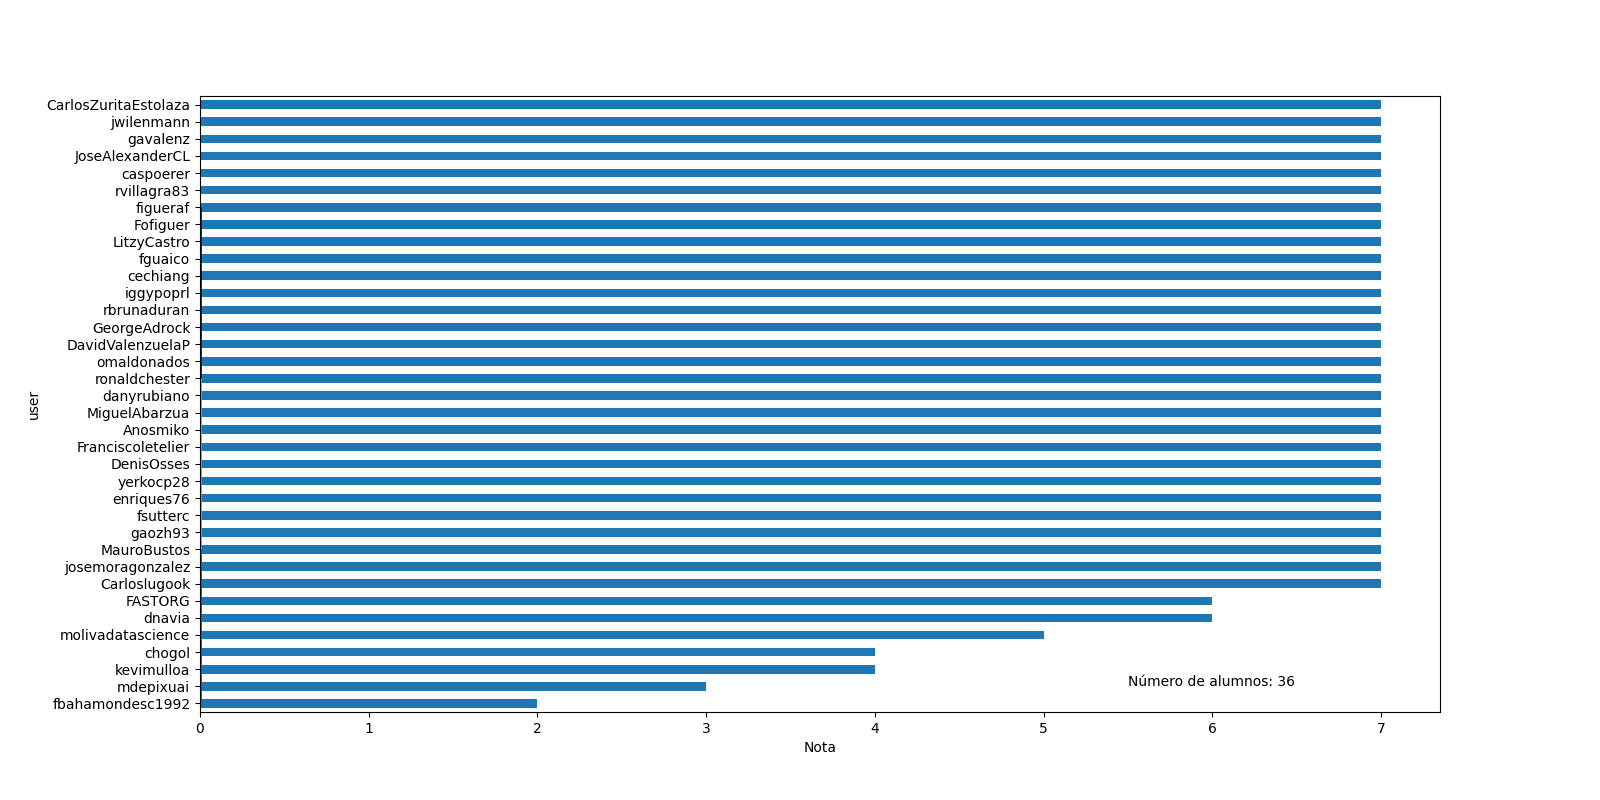 CarlosZuritaEstolaza
jwilenmann
gavalenz
JoseAlexanderCL
caspoerer
rvillagra83
figueraf
Fofiguer
LitzyCastro
fguaico
cechiang
iggypoprl
rbrunaduran
GeorgeAdrock
DavidValenzuelaP
omaldonados
ronaldchester
danyrubiano
MiguelAbarzua
Anosmiko
Franciscoletelier
DenisOsses
yerkocp28
enriques76
fsutterc
gaozh93
MauroBustos
josemoragonzalez
Carloslugook
FASTORG
dnavia
molivadatascience
chogol
kevimulloa
mdepixuai
fbahamondesc1992
user
Número de alumnos: 36
0 1 2 3 4 5 6 7
Nota